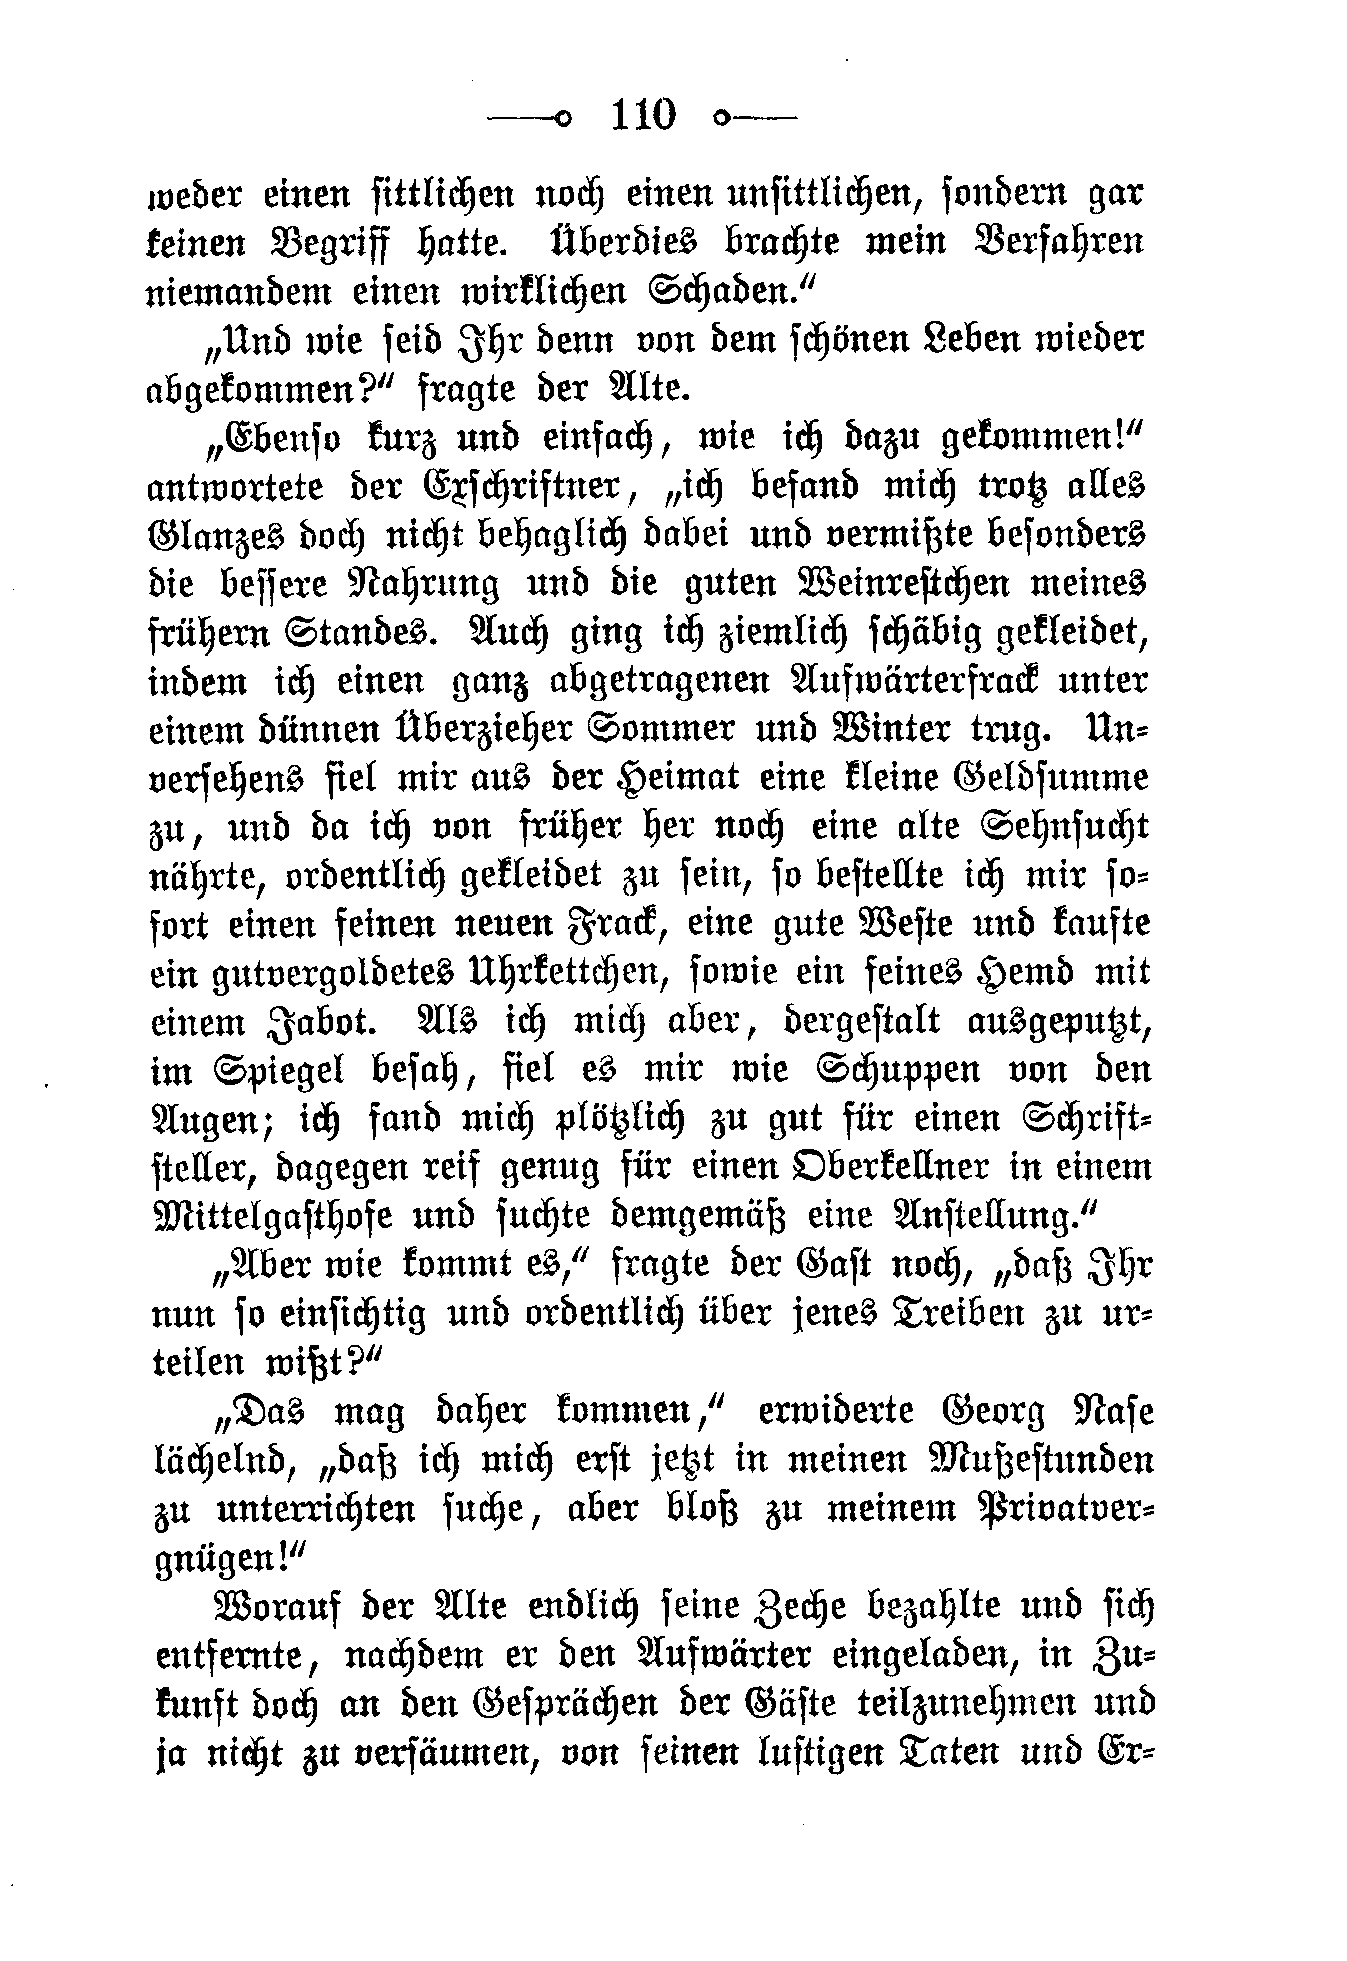 110
weder einen sittlichen noch einen unsittlichen, sondern gar
keinen Begriff hatte. Überdies brachte mein Verfahren
niemandem einen wirklichen Schaden.“
„Und wie seid Ihr denn von dem schönen Leben wieder
abgekommen?“ fragte der Alte.
„Ebenso kurz und einfach, wie ich dazu gekommen!“
antwortete der Exschriftner, „ich befand mich trotz alles
Glanzes doch nicht behaglich dabei und vermißte besonders
die bessere Nahrung und die guten Weinrestchen meines
frühern Standes. Auch ging ich ziemlich schäbig gekleidet,
indem ich einen ganz abgetragenen Aufwärterfrack unter
einem dünnen Überzieher Sommer und Winter trug. Un-
versehens fiel mir aus der Heimat eine kleine Geldsumme
zu, und da ich von früher her noch eine alte Sehnsucht
nährte, ordentlich gekleidet zu sein, so bestellte ich mir so-
fort einen feinen neuen Frack, eine gute Weste und kaufte
ein gutvergoldetes Uhrkettchen, sowie ein feines Hemd mit
einem Jabot. Als ich mich aber, dergestalt ausgeputzt,
im Spiegel besah, fiel es mir wie Schuppen von den
Augen; ich fand mich plötzlich zu gut für einen Schrift-
steller, dagegen reif genug für einen Oberkellner in einem
Mittelgasthofe und suchte demgemäß eine Anstellung.“
„Aber wie kommt es,“ fragte der Gast noch, „daß Ihr
nun so einsichtig und ordentlich über jenes Treiben zu ur-
teilen wißt?“
„Das mag daher kommen,“ erwiderte Georg Nase
lächelnd, „daß ich mich erst jetzt in meinen Mußestunden
zu unterrichten suche, aber bloß zu meinem Privatver-
gnügen!“
Worauf der Alte endlich seine Zeche bezahlte und sich
entfernte, nachdem er den Aufwärter eingeladen, in Zu-
kunft doch an den Gesprächen der Gäste teilzunehmen und
ja nicht zu versäumen, von seinen lustigen Taten und Er-